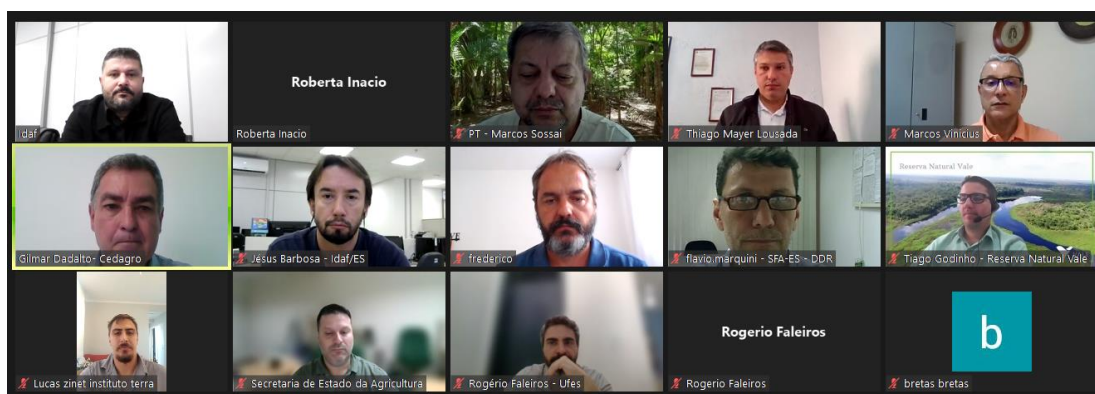 Idaf
Roberta Inacio
Roberta Inacio
PT - Marcos Sossai
Thiago Mayer Lousada
Marcos Vinicius
Gilmar Dadalto- Cedagro
Jesus Barbosa - Idaf/ES
frederico
flavio.marquini - SFA-ES - DDR
Reserva Natural Vale
Tiago Godinho - Reserva Natural Vale
Lucas zinet instituto terra
Secretaria de Estado da Agricultura
Rogério Faleiros - Ufes
Rogerio Faleiros
Rogerio Faleiros
b
bretas bretas